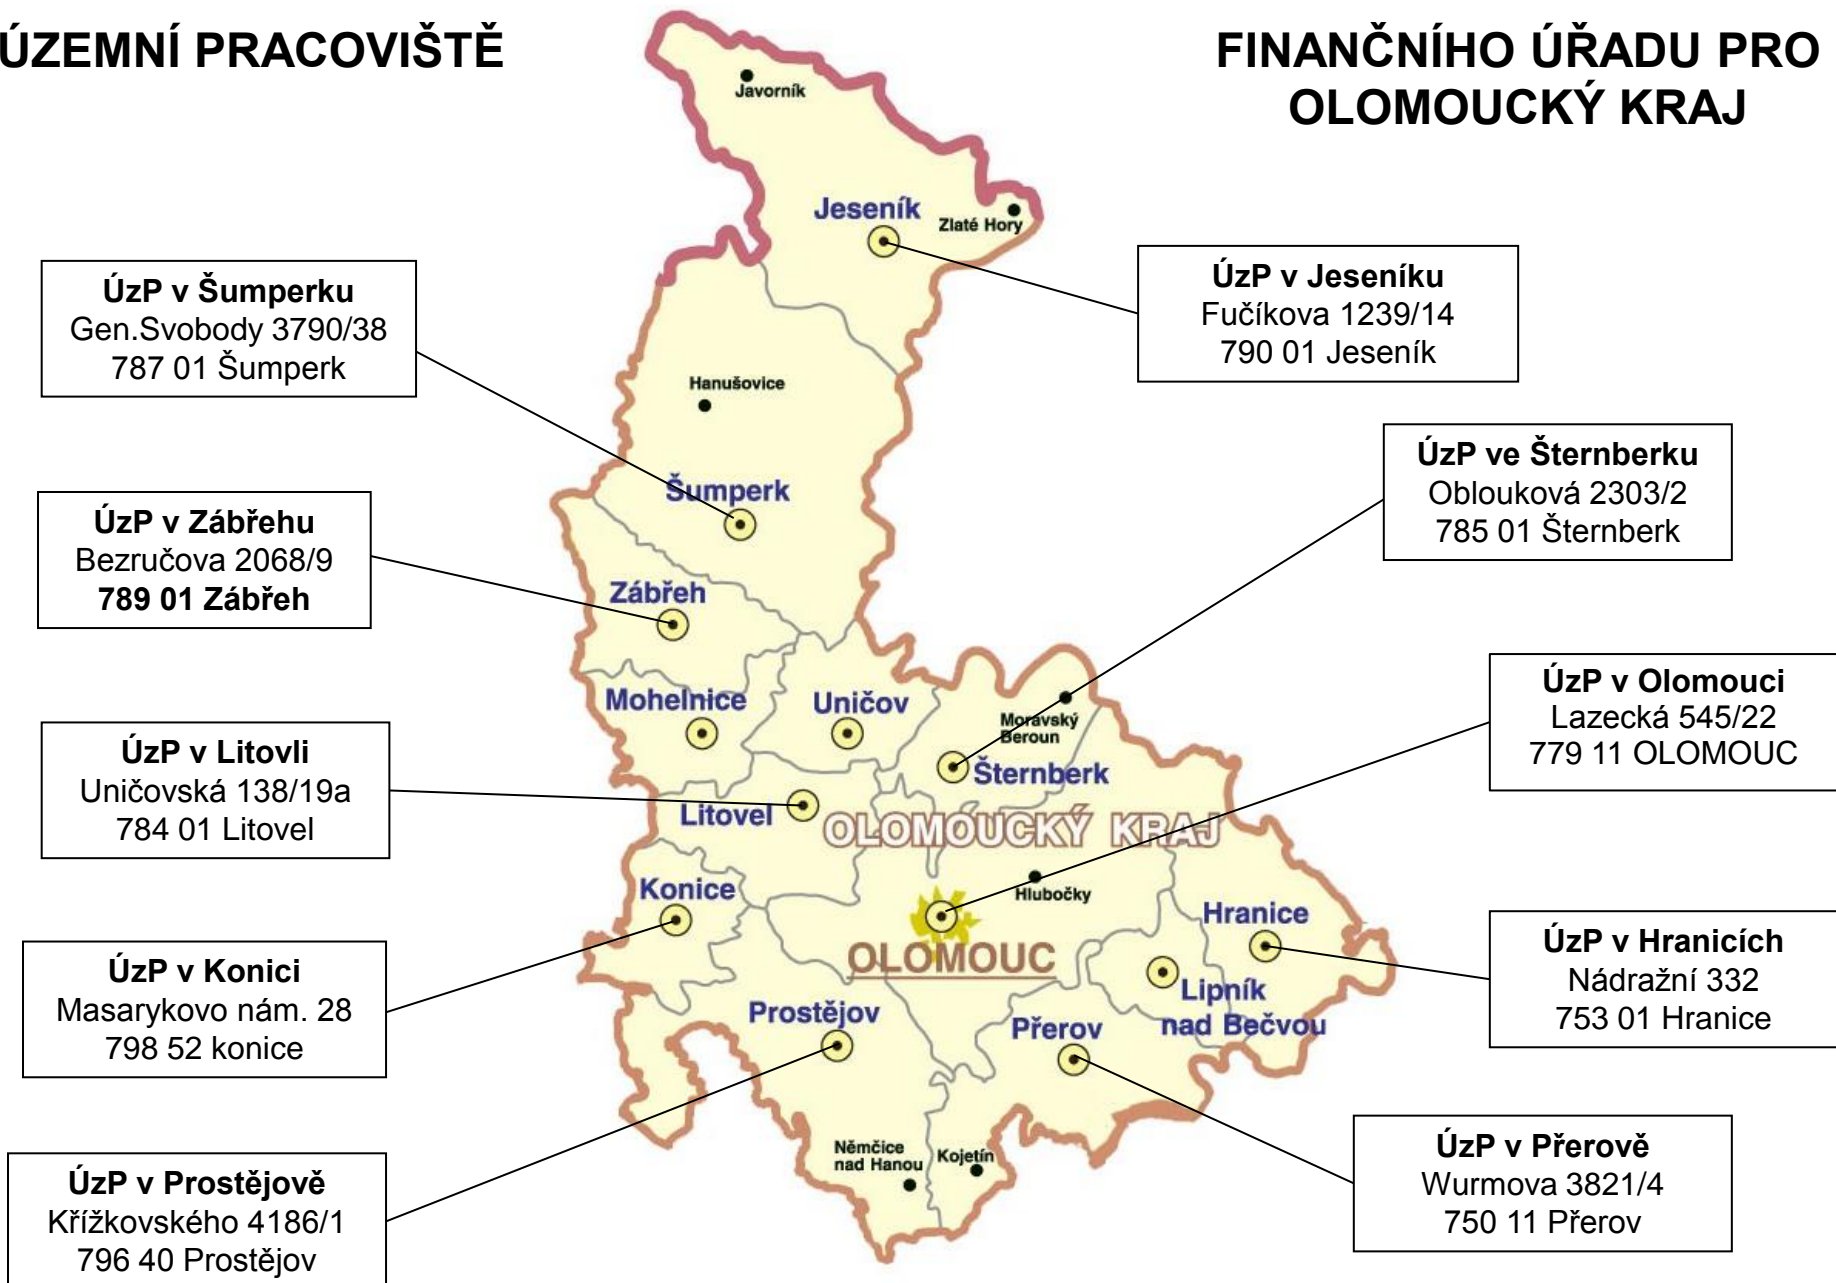 ÚZEMNÍ PRACOVIŠTĚ
FINANČNÍHO ÚŘADU PRO
OLOMOUCKÝ KRAJ
Javorník
Jeseník
Zlaté Hory
ÚzP v Šumperku
Gen.Svobody 3790/38
787 01 Šumperk
ÚzP v Jeseníku
Fučíkova 1239/14
790 01 Jeseník
Hanušovice
Šumperk
ÚzP ve Šternberku
Oblouková 2303/2
785 01 Šternberk
ÚzP v Zábřehu
Bezručova 2068/9
789 01 Zábřeh
Zábřeh
Mohelnice
Uničov
Moravský
Beroun
Šternberk
ÚzP v Olomouci
Lazecká 545/22
779 11 OLOMOUC
ÚzP v Litovli
Uničovská 138/19a
784 01 Litovel
Litovel
OLOMOUCKÝ KRAJ
Konice
Hlubočky
Hranice
OLOMOUC
ÚzP v Hranicích
Nádražní 332
753 01 Hranice
ÚzP v Konici
Masarykovo nám. 28
798 52 konice
Prostějov
Přerov
Lipník
nad Bečvou
Němčice
nad Hanou
Kojetín
ÚzP v Prostějově
Křížkovského 4186/1
796 40 Prostějov
ÚzP v Přerově
Wurmova 3821/4
750 11 Přerov